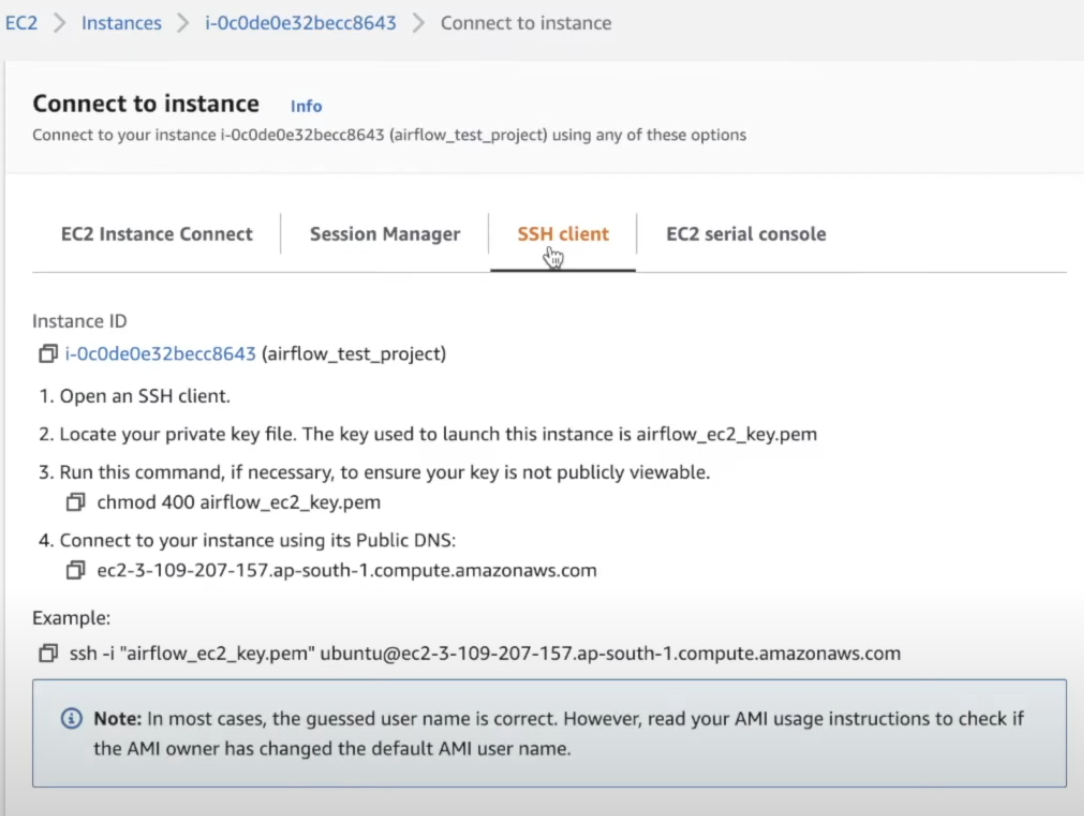 EC2 > Instances > i-0c0de0e32becc8643 > Connect to instance
Connect to instance Info
Connect to your instance i-0c0de0e32becc8643 (airflow_test_project) using any of these options
EC2 Instance Connect Session Manager SSH client EC2 serial console
Instance ID
i-0c0de0e32becc8643 (airflow_test_project)
1. Open an SSH client.
2. Locate your private key file. The key used to launch this instance is airflow_ec2_key.pem
3. Run this command, if necessary, to ensure your key is not publicly viewable.
chmod 400 airflow_ec2_key.pem
4. Connect to your instance using its Public DNS:
ec2-3-109-207-157.ap-south-1.compute.amazonaws.com
Example:
ssh -i "airflow_ec2_key.pem" ubuntu@ec2-3-109-207-157.ap-south-1.compute.amazonaws.com
Note: In most cases, the guessed user name is correct. However, read your AMI usage instructions to check if
the AMI owner has changed the default AMI user name.